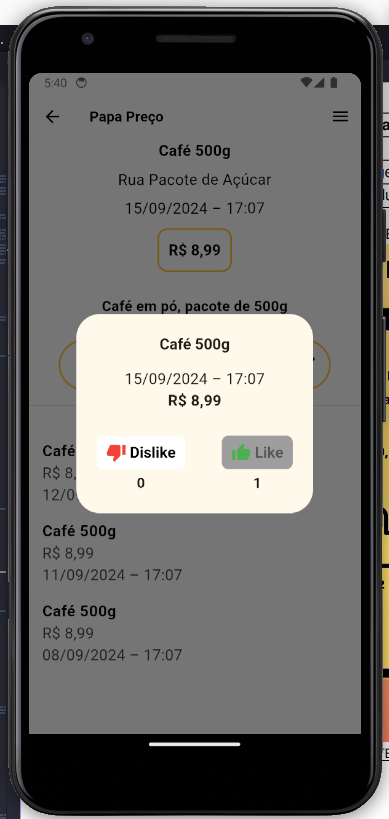 5:40
Papa Preço
Café 500g
Rua Pacote de Açúcar
15/09/2024 – 17:07
R$ 8,99
Café em pó, pacote de 500g
Café 500g
15/09/2024 – 17:07
R$ 8,99
Dislike
Like
0
1
Café
R$ 8,
12/0
Café 500g
R$ 8,99
11/09/2024 – 17:07
Café 500g
R$ 8,99
08/09/2024 – 17:07